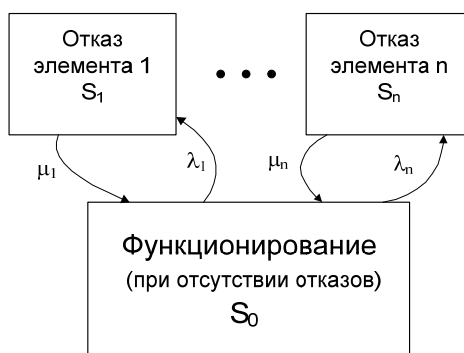 Отказ
элемента 1
S1
• • •
Отказ
элемента n
Sn
μ1
λ1
μn
λn
Функционирование
(при отсутствии отказов)
S0